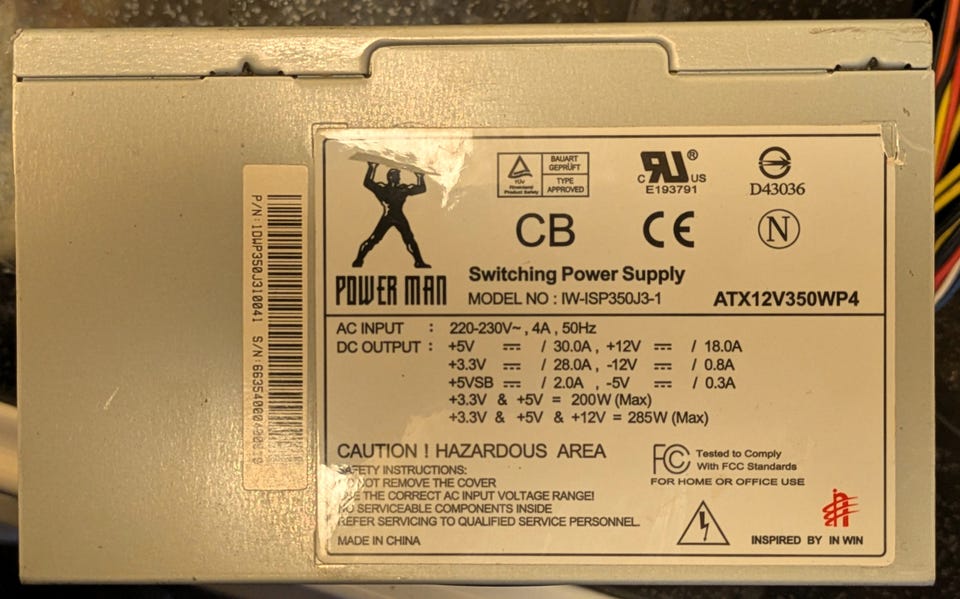 P/N:1DWP350J310041 S/N:
BAUART
GEPRÜFT
TÜV
Rheinland
Product Safety
TYPE
APPROVED
C RU US ®
E193791
D43036
CB
CE
N
POWER MAN
Switching Power Supply
MODEL NO : IW-ISP350J3-1
ATX12V350WP4
AC INPUT : 220-230V~ , 4A , 50Hz
DC OUTPUT : +5V ⎓ / 30.0A , +12V ⎓ / 18.0A
+3.3V ⎓ / 28.0A , -12V ⎓ / 0.8A
+5VSB ⎓ / 2.0A , -5V ⎓ / 0.3A
+3.3V & +5V = 200W (Max)
+3.3V & +5V & +12V = 285W (Max)
CAUTION ! HAZARDOUS AREA
SAFETY INSTRUCTIONS:
DO NOT REMOVE THE COVER
USE THE CORRECT AC INPUT VOLTAGE RANGE!
NO SERVICEABLE COMPONENTS INSIDE
REFER SERVICING TO QUALIFIED SERVICE PERSONNEL.
MADE IN CHINA
FC Tested to Comply
With FCC Standards
FOR HOME OR OFFICE USE
INSPIRED BY IN WIN